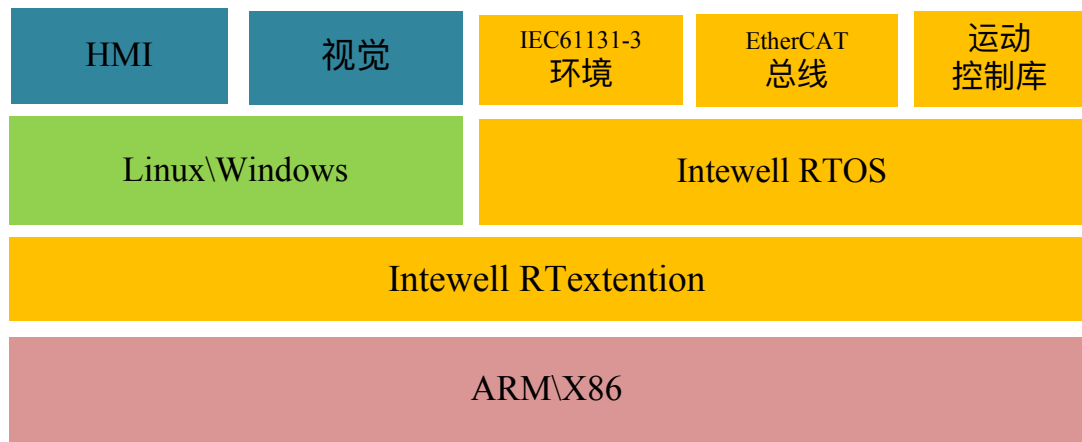 HMI
视觉
IEC61131-3
环境
EtherCAT
总线
运动
控制库
Linux\Windows
Intewell RTOS
Intewell RTextention
ARM\X86